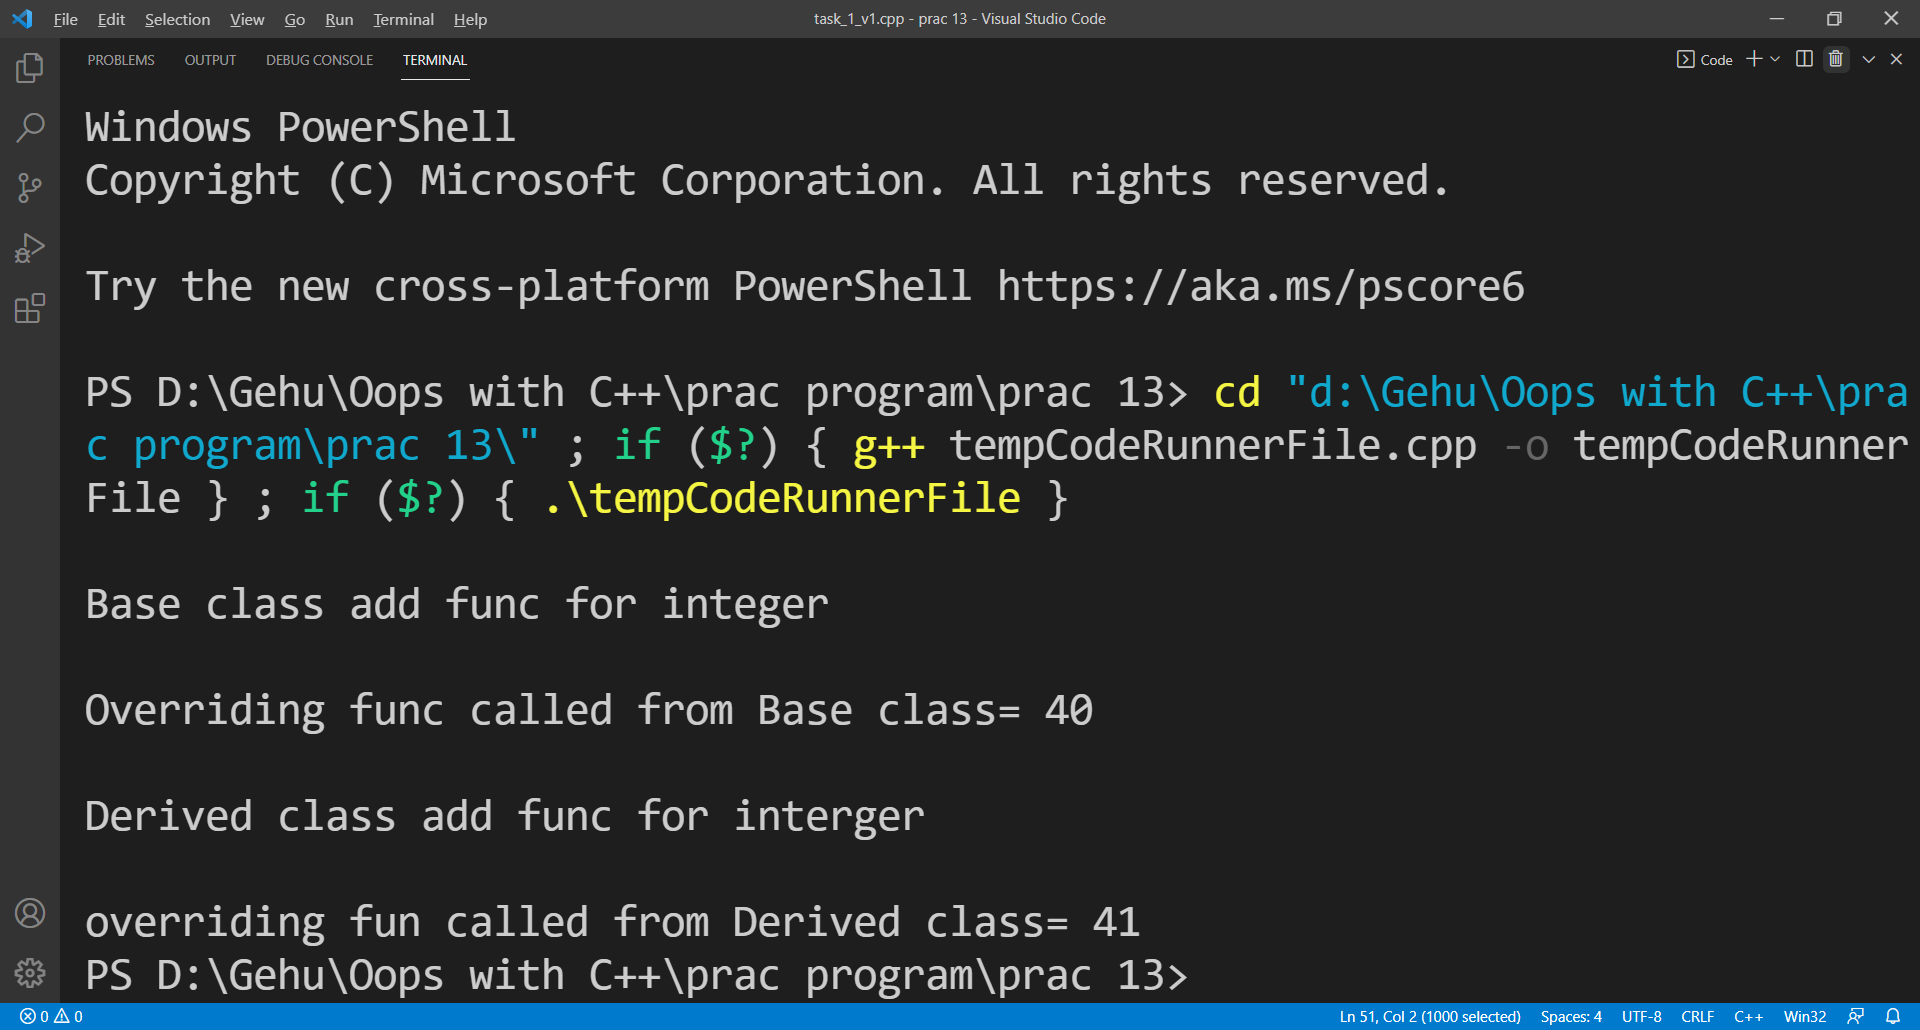 File Edit Selection View Go Run Terminal Help task_1_v1.cpp - prac 13 - Visual Studio Code
PROBLEMS OUTPUT DEBUG CONSOLE TERMINAL Code
Windows PowerShell
Copyright (C) Microsoft Corporation. All rights reserved.
Try the new cross-platform PowerShell https://aka.ms/pscore6
PS D:\Gehu\Oops with C++\prac program\prac 13> cd "d:\Gehu\Oops with C++\pra
c program\prac 13\" ; if ($?) { g++ tempCodeRunnerFile.cpp -o tempCodeRunner
File } ; if ($?) { .\tempCodeRunnerFile }
Base class add func for integer
Overriding func called from Base class= 40
Derived class add func for interger
overriding fun called from Derived class= 41
PS D:\Gehu\Oops with C++\prac program\prac 13>
0 0 Ln 51, Col 2 (1000 selected) Spaces: 4 UTF-8 CRLF C++ Win32